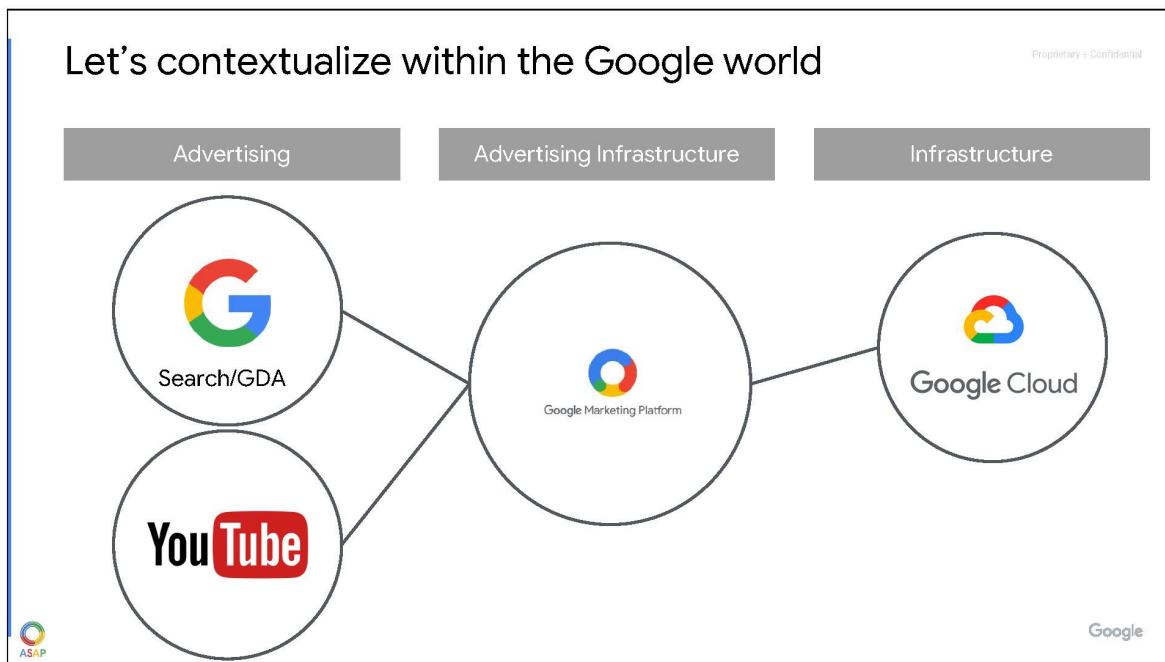 Let's contextualize within the Google world
Proprietary + Confidential
Advertising
Advertising Infrastructure
Infrastructure
Search/GDA
Google Marketing Platform
Google Cloud
YouTube
ASAP
Google